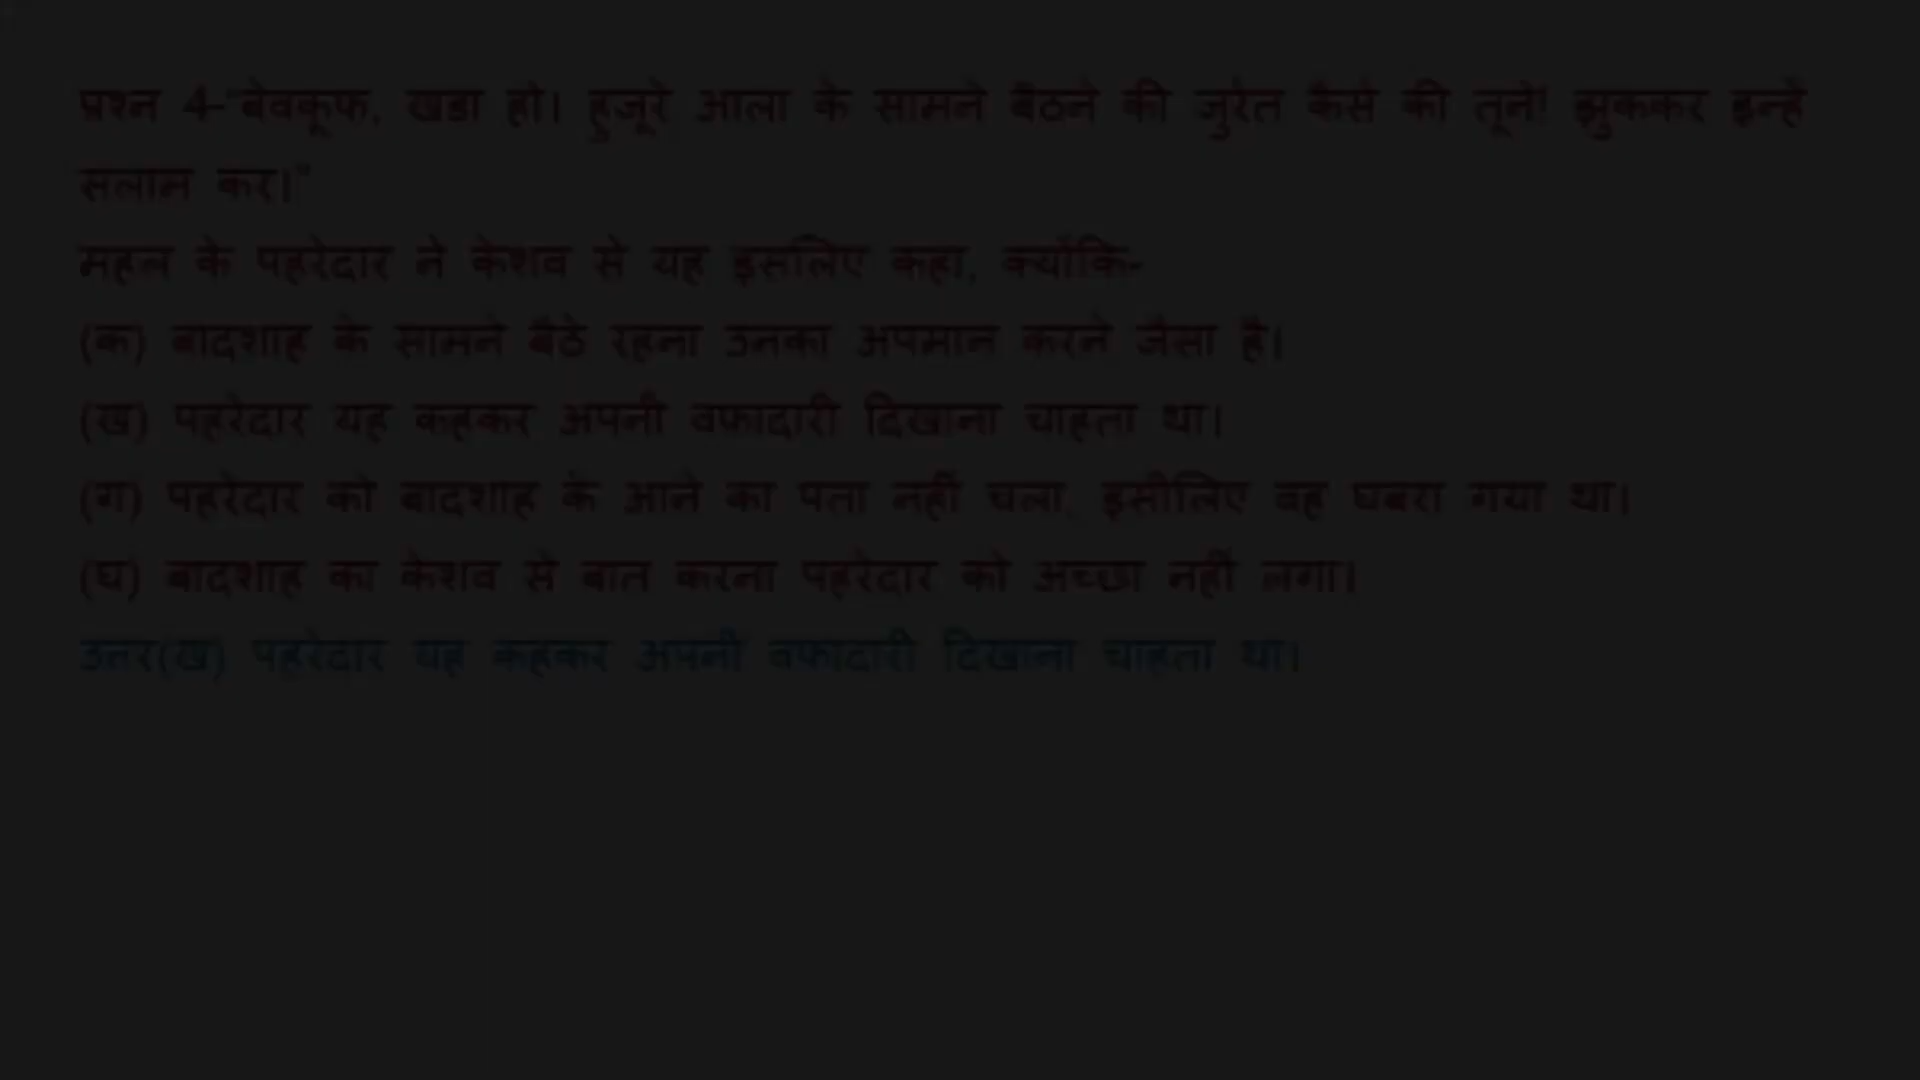 प्रश्न 4-"बेवकूफ, खडा हो। हुजूरे आला के सामने बैठने की जुर्रत कैसे की तूने! झुककर इन्हें
सलाम कर।"
महल के पहरेदार ने केशव से यह इसलिए कहा, क्योंकि-
(क) बादशाह के सामने बैठे रहना उनका अपमान करने जैसा है।
(ख) पहरेदार यह कहकर अपनी वफ़ादारी दिखाना चाहता था।
(ग) पहरेदार को बादशाह के आने का पता नहीं चला, इसीलिए वह घबरा गया था।
(घ) बादशाह का केशव से बात करना पहरेदार को अच्छा नहीं लगा।
उत्तर(ख) पहरेदार यह कहकर अपनी वफ़ादारी दिखाना चाहता था।